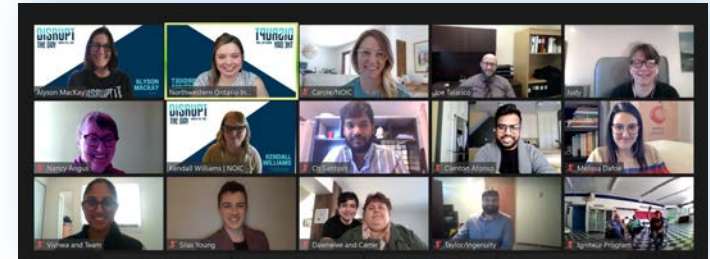 DISRUPT
THE DAY
ALYSON
MACKAY
DISRUPT IT
Alyson MacKay
DISRUPT
THE DAY
Northwestern Ontario In...
Carole/NOIC
Joe Talarico
Judy
Nancy Angus
DISRUPT
THE DAY
KENDALL
WILLIAMS
Kendall Williams | NOIC
Clenton Afonso
Melissa Dafoe
Vishwa and Team
Silas Young
Dawnelee and Carter
Taylor/Ingenuity
Igniteur Program